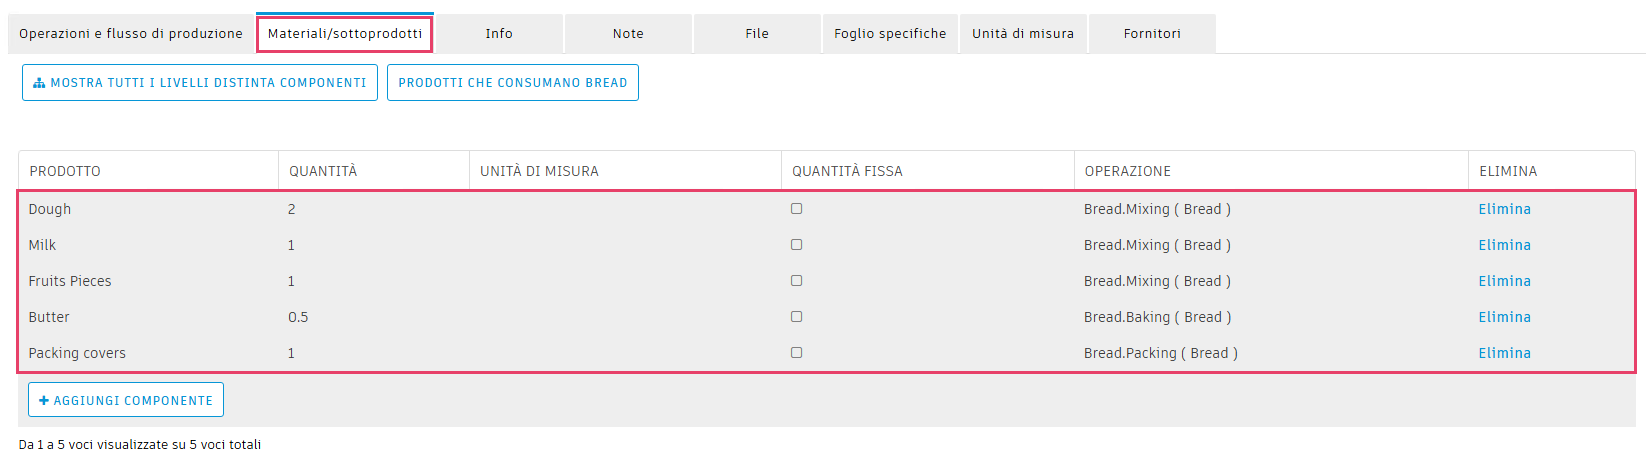 Operazioni e flusso di produzione Materiali/sottoprodotti Info Note File Foglio specifiche Unità di misura Fornitori
MOSTRA TUTTI I LIVELLI DISTINTA COMPONENTI PRODOTTI CHE CONSUMANO BREAD
PRODOTTO QUANTITÀ UNITÀ DI MISURA QUANTITÀ FISSA OPERAZIONE ELIMINA
Dough 2 Bread.Mixing ( Bread ) Elimina
Milk 1 Bread.Mixing ( Bread ) Elimina
Fruits Pieces 1 Bread.Mixing ( Bread ) Elimina
Butter 0.5 Bread.Baking ( Bread ) Elimina
Packing covers 1 Bread.Packing ( Bread ) Elimina
+ AGGIUNGI COMPONENTE
Da 1 a 5 voci visualizzate su 5 voci totali